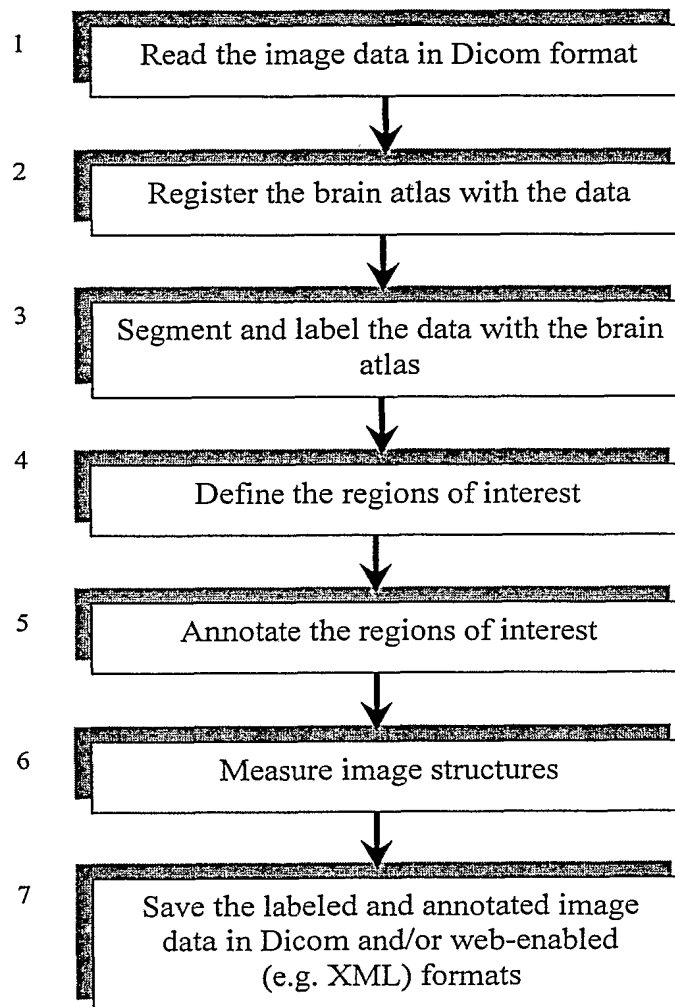 1
Read the image data in Dicom format
2
Register the brain atlas with the data
3
Segment and label the data with the brain
atlas
4
Define the regions of interest
5
Annotate the regions of interest
6
Measure image structures
7
Save the labeled and annotated image
data in Dicom and/or web-enabled
(e.g. XML) formats